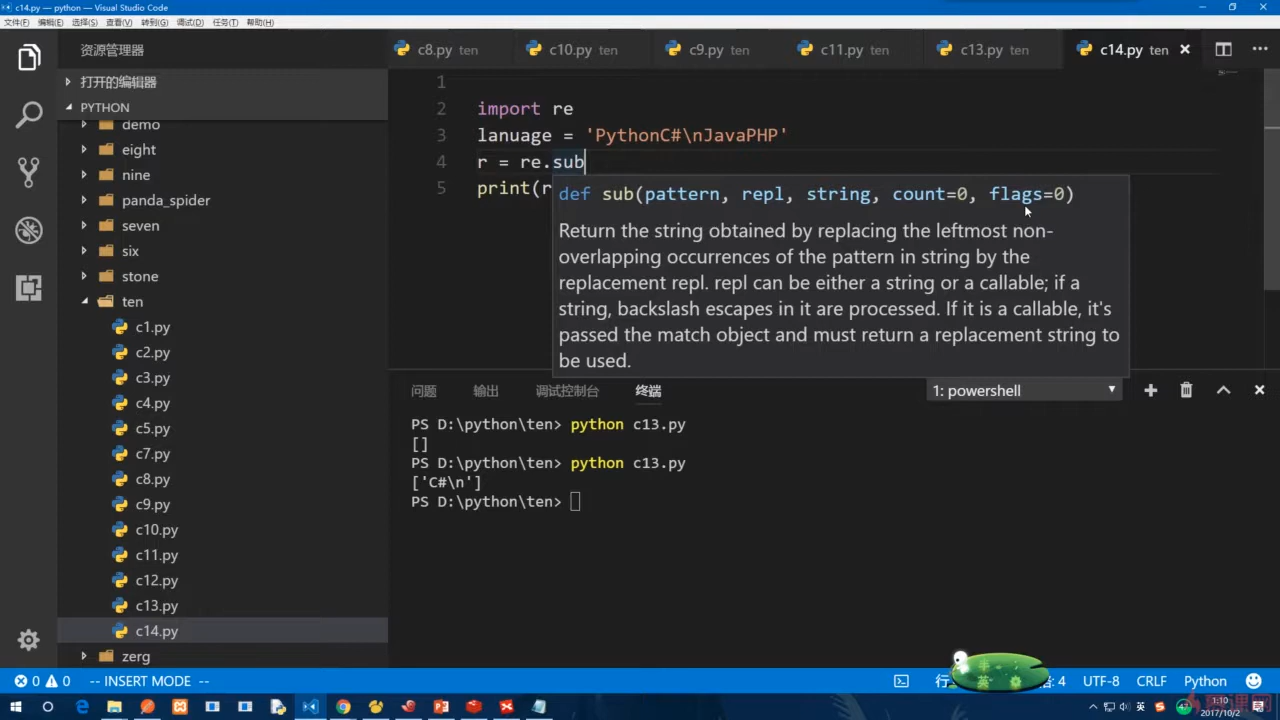 c14.py — python — Visual Studio Code
文件(F) 编辑(E) 选择(S) 查看(V) 转到(G) 调试(D) 任务(T) 帮助(H)
资源管理器
c8.py ten c10.py ten c9.py ten c11.py ten c13.py ten c14.py ten
打开的编辑器
PYTHON
demo
eight
nine
panda_spider
seven
six
stone
ten
c1.py
c2.py
c3.py
c4.py
c5.py
c7.py
c8.py
c9.py
c10.py
c11.py
c12.py
c13.py
c14.py
zerg
1
2 import re
3 lanuage = 'PythonC#\nJavaPHP'
4 r = re.sub
5 print(r
def sub(pattern, repl, string, count=0, flags=0)
Return the string obtained by replacing the leftmost non-
overlapping occurrences of the pattern in string by the
replacement repl. repl can be either a string or a callable; if a
string, backslash escapes in it are processed. If it is a callable, it's
passed the match object and must return a replacement string to
be used.
问题 输出 调试控制台 终端 1: powershell
PS D:\python\ten> python c13.py
[]
PS D:\python\ten> python c13.py
['C#\n']
PS D:\python\ten>
0 0 -- INSERT MODE -- 行 : 4 UTF-8 CRLF Python
半
英
英 47 1:10
2017/10/2